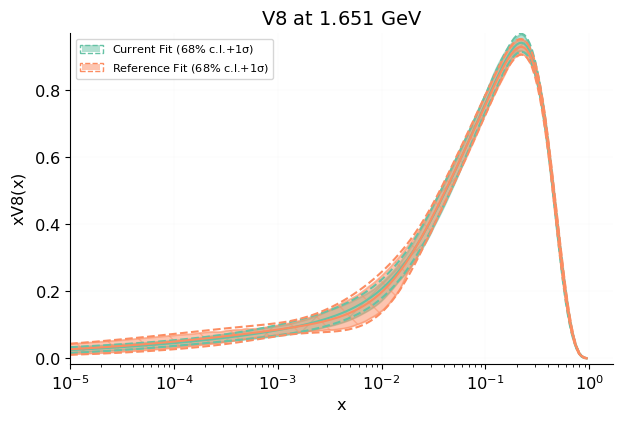 V8 at 1.651 GeV
Current Fit (68% c.l.+1σ)
Reference Fit (68% c.l.+1σ)
xV8(x)
0.8
0.6
0.4
0.2
0.0
10⁻⁵ 10⁻⁴ 10⁻³ 10⁻² 10⁻¹ 10⁰
x